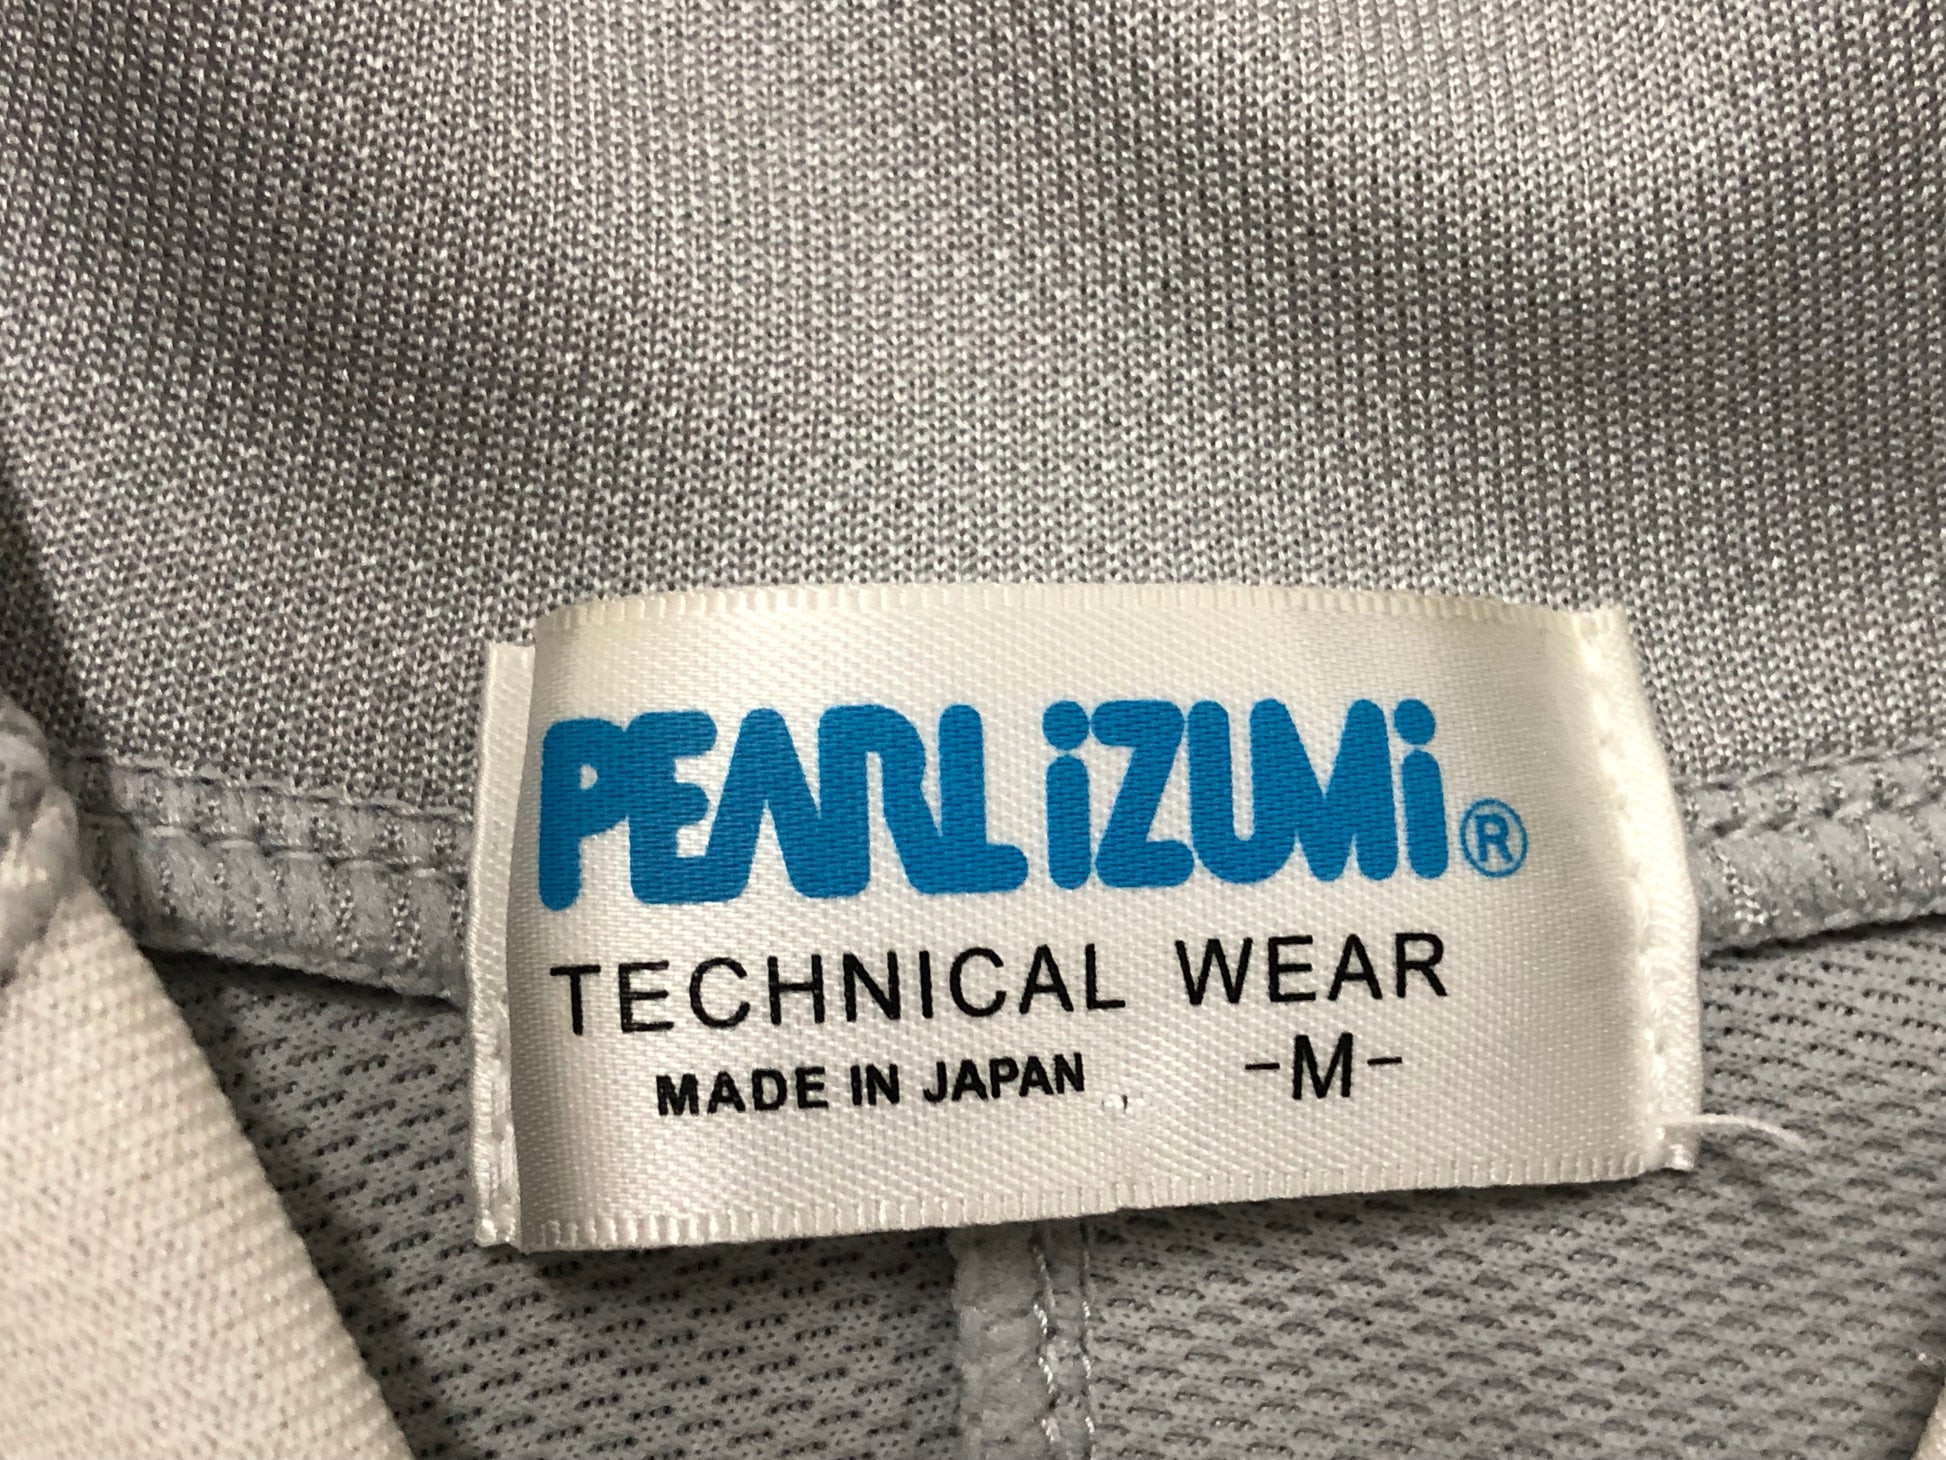 PEARL iZUMi®
TECHNICAL WEAR
MADE IN JAPAN -M-